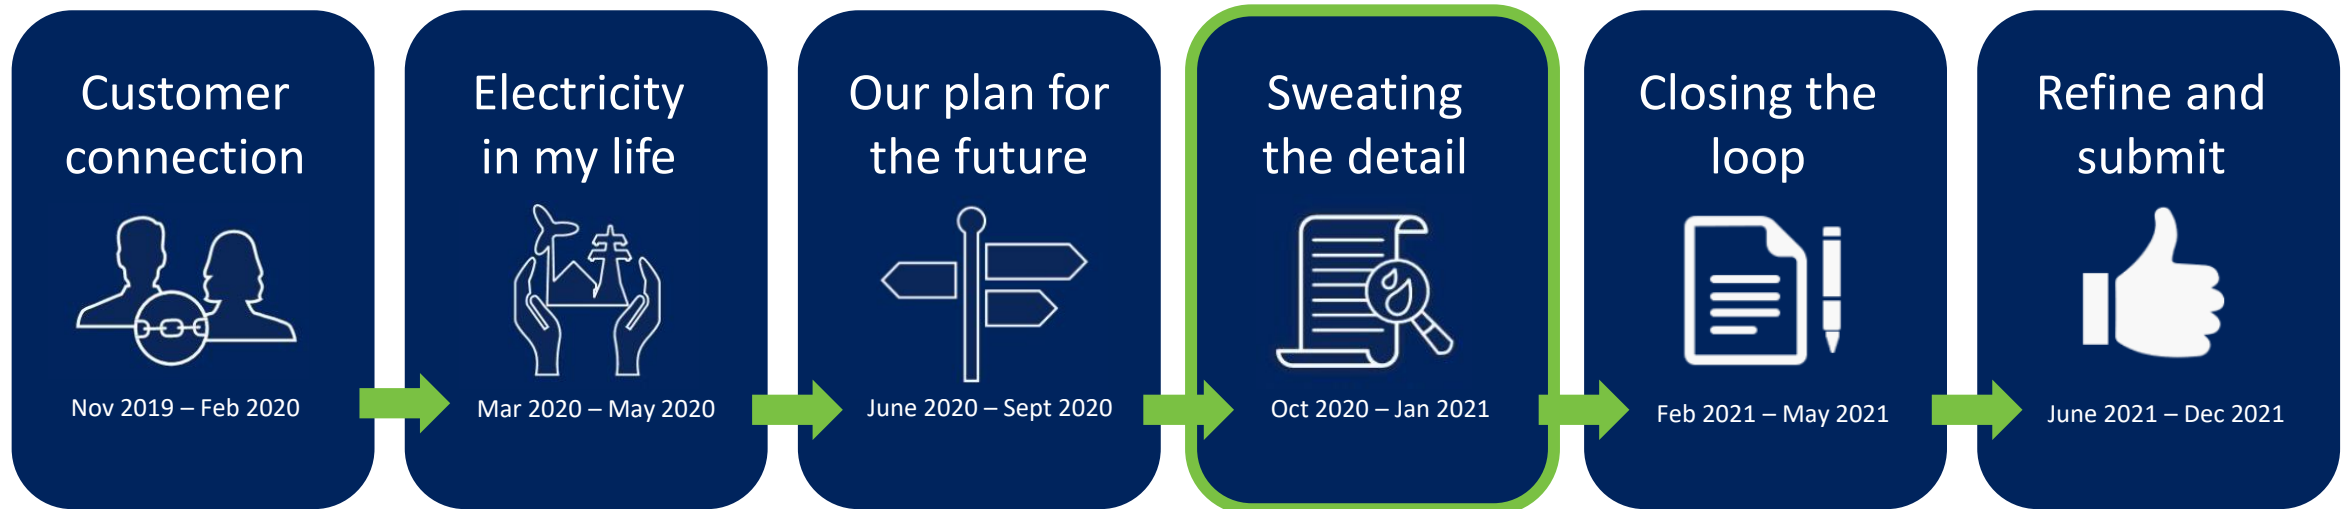 Customer
connection
Nov 2019 – Feb 2020
Electricity
in my life
Mar 2020 – May 2020
Our plan for
the future
June 2020 – Sept 2020
Sweating
the detail
Oct 2020 – Jan 2021
Closing the
loop
Feb 2021 – May 2021
Refine and
submit
June 2021 – Dec 2021